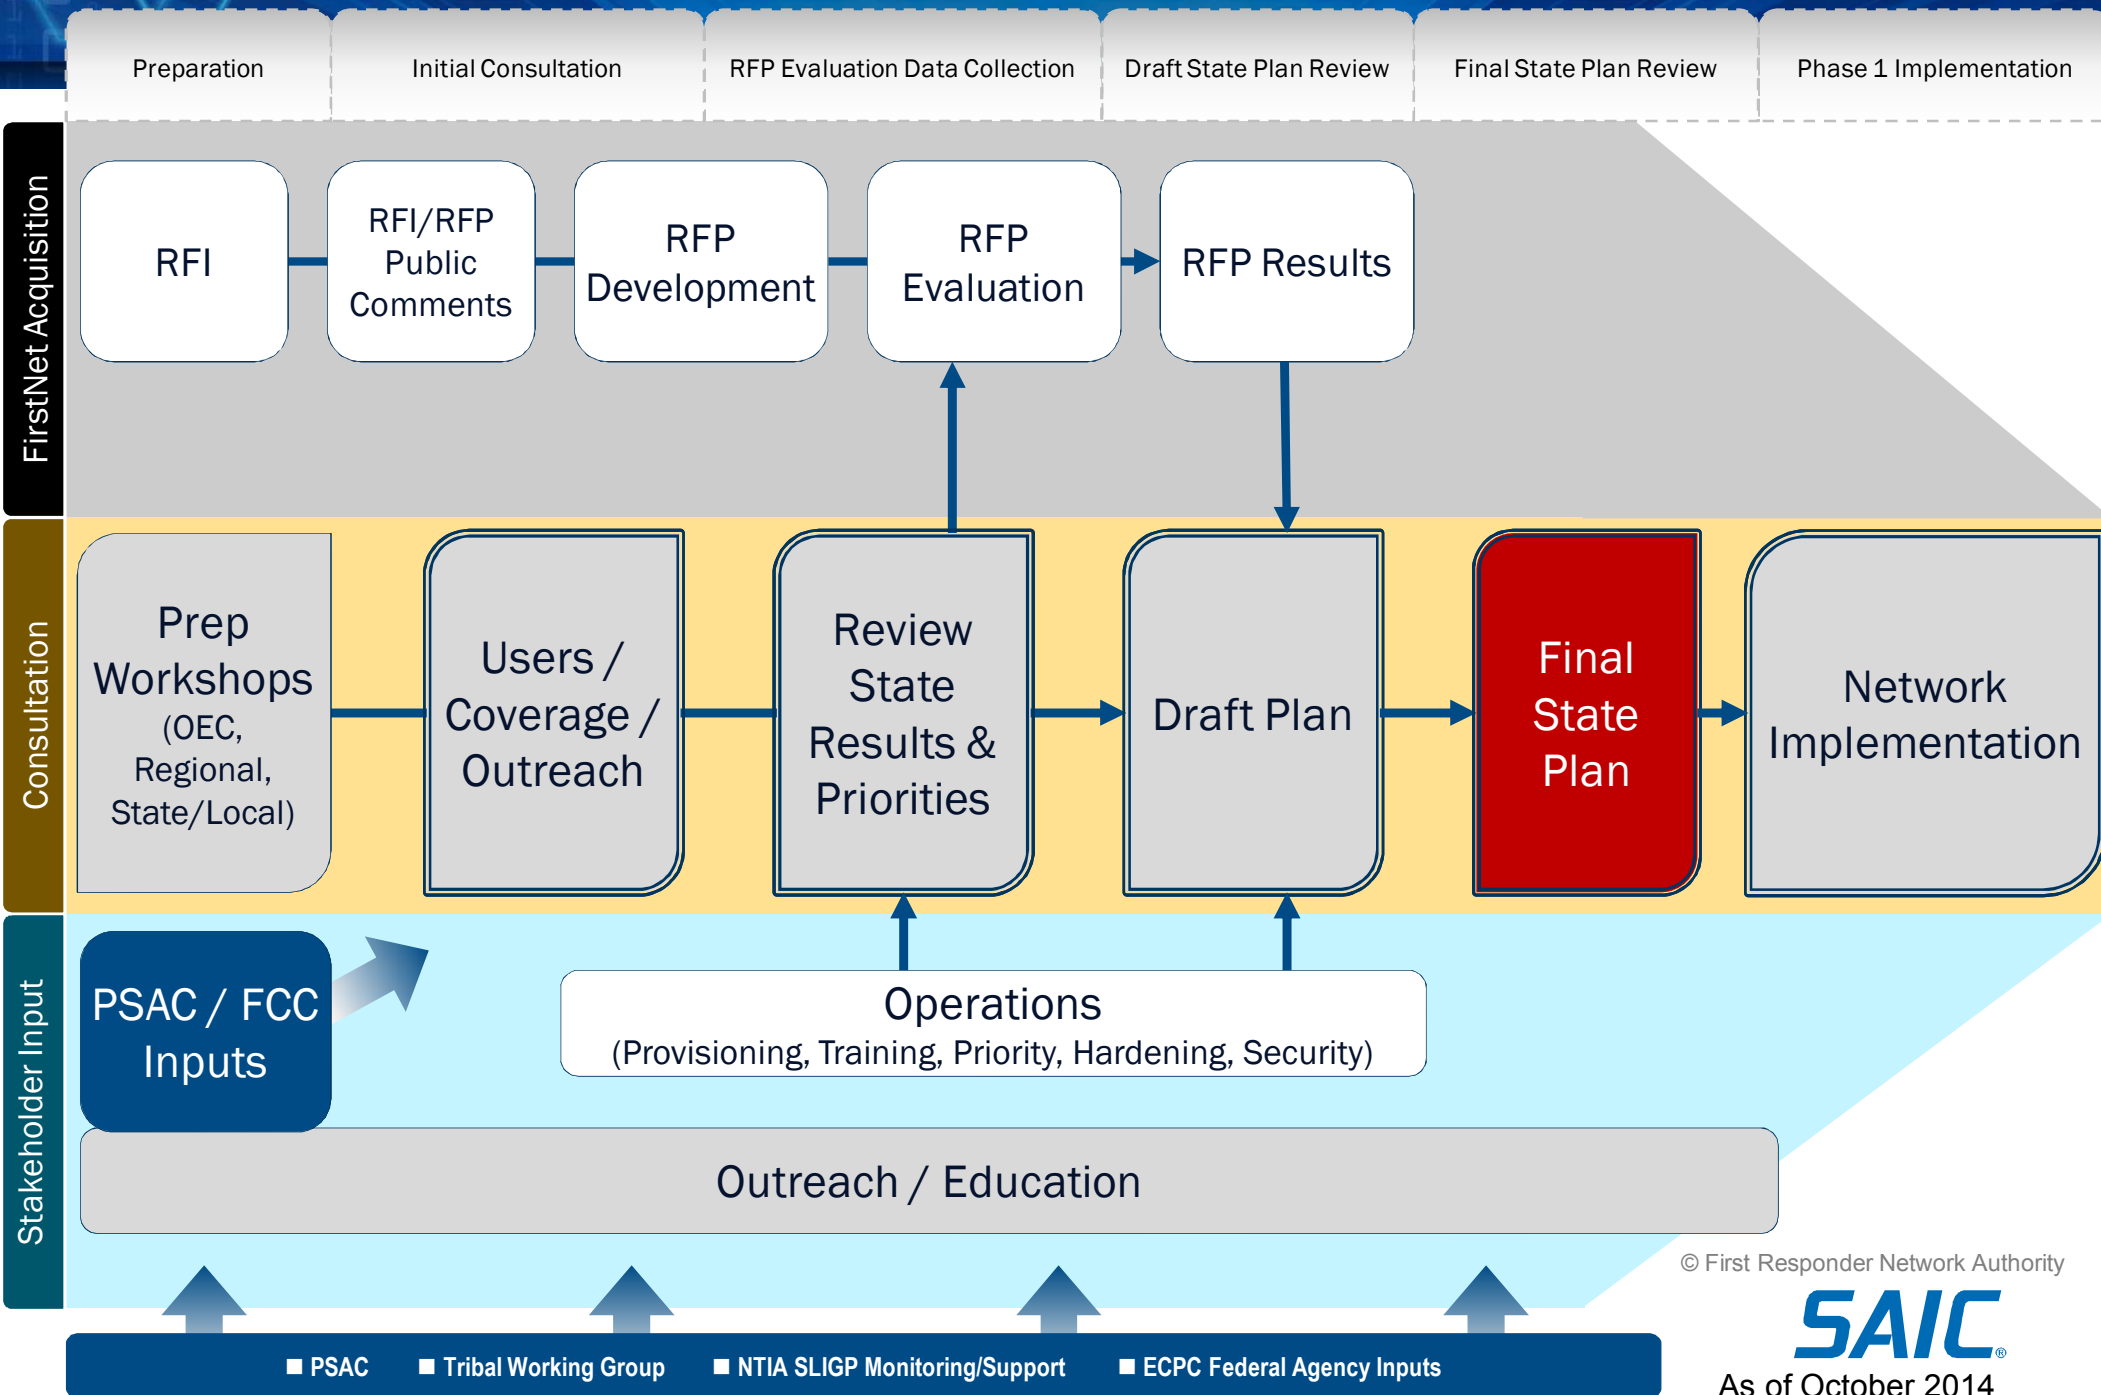 Preparation
Initial Consultation
RFP Evaluation Data Collection
Draft State Plan Review
Final State Plan Review
Phase 1 Implementation
FirstNet Acquisition
RFI
RFI/RFP
Public
Comments
RFP
Development
RFP
Evaluation
RFP Results
Consultation
Prep
Workshops
(OEC,
Regional,
State/Local)
Users /
Coverage /
Outreach
Review
State
Results &
Priorities
Draft Plan
Final
State
Plan
Network
Implementation
Stakeholder Input
PSAC / FCC
Inputs
Operations
(Provisioning, Training, Priority, Hardening, Security)
Outreach / Education
© First Responder Network Authority
SAIC®
As of October 2014
■ PSAC
■ Tribal Working Group
■ NTIA SLIGP Monitoring/Support
■ ECPC Federal Agency Inputs